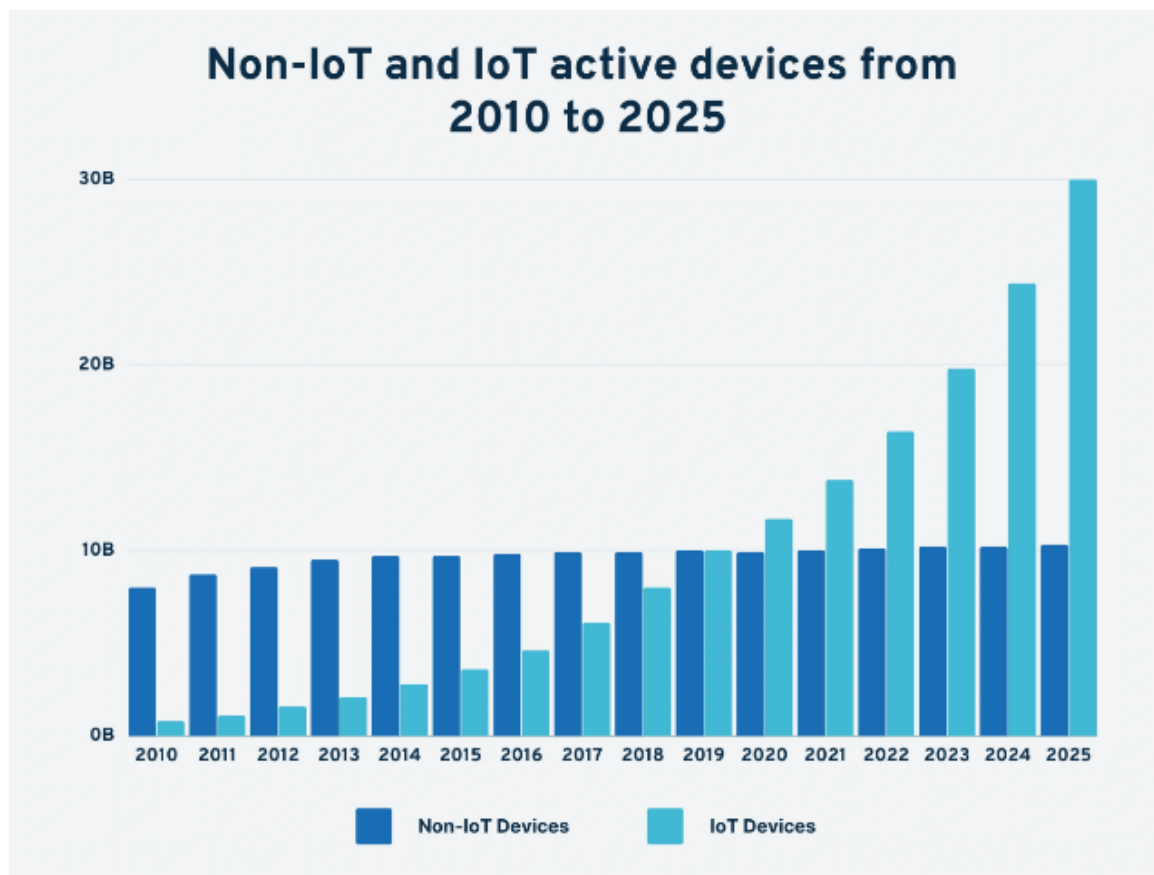 Non-IoT and IoT active devices from
2010 to 2025
30B
20B
10B
0B
2010 2011 2012 2013 2014 2015 2016 2017 2018 2019 2020 2021 2022 2023 2024 2025
Non-IoT Devices IoT Devices